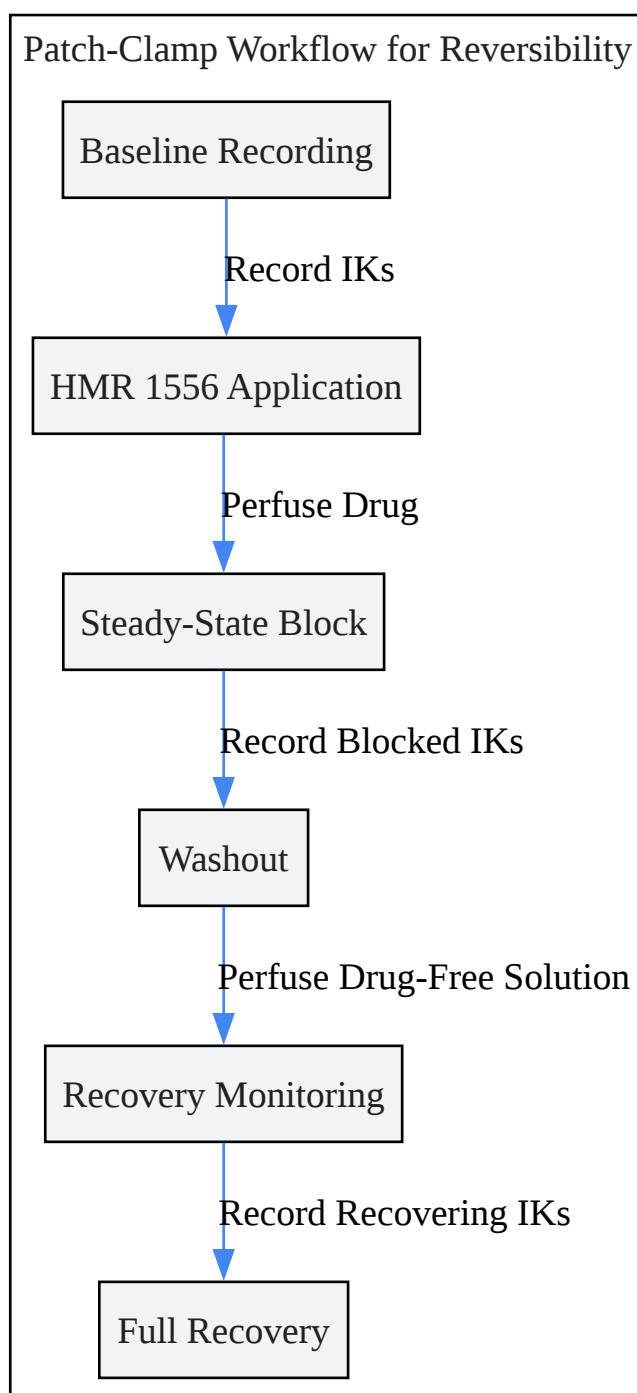 Patch-Clamp Workflow for Reversibility
Baseline Recording
Record IKs
HMR 1556 Application
Perfuse Drug
Steady-State Block
Record Blocked IKs
Washout
Perfuse Drug-Free Solution
Recovery Monitoring
Record Recovering IKs
Full Recovery